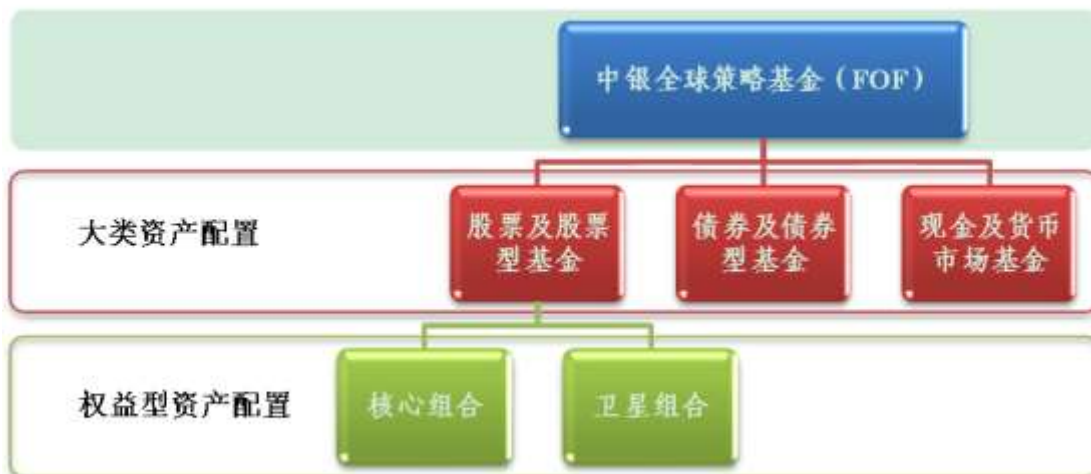 中银全球策略基金（FOF）
大类资产配置
股票及股票
型基金
债券及债券
型基金
现金及货币
市场基金
权益型资产配置
核心组合
卫星组合